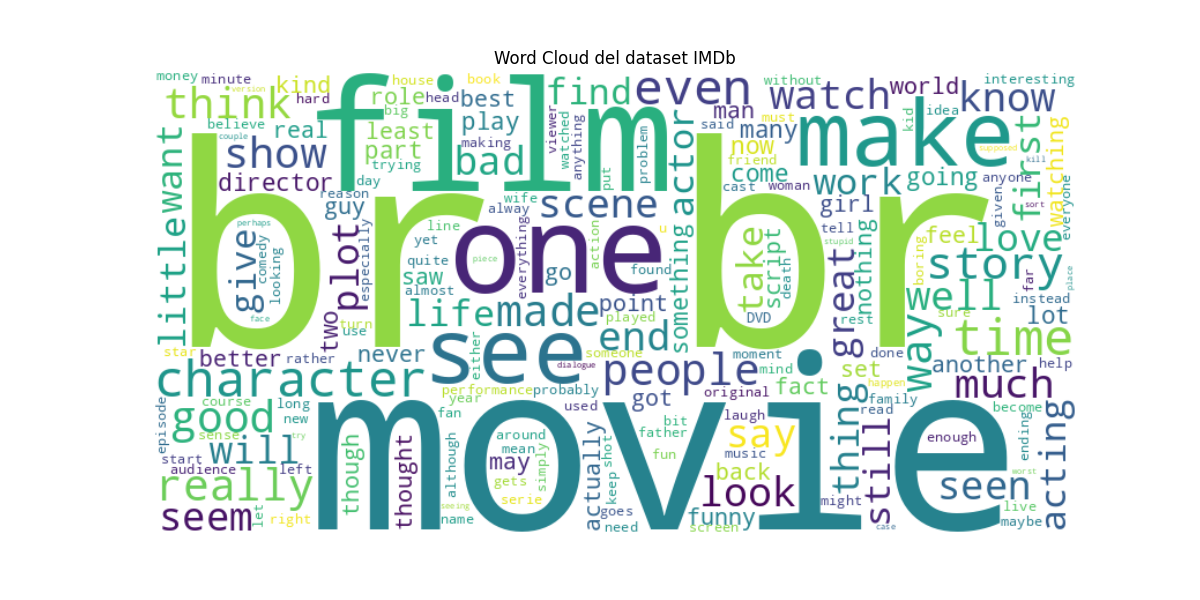 Word Cloud del dataset IMDb
money
minute
version
kind
house
book
film
find
even
without
watch
world
interesting
think
hard
role
head
best
big
know
believe
couple
real
least
play
viewer
watched
anything
problem
man
said
many
must
make
kid
idea
first
watching
want
show
part
making
bad
put
actor
now
friend
come
supposed
kill
trying
director
day
reason
guy
wife
alway
scene
cast
woman
work
going
anyone
girl
given
sort
everyone
little
br
br
perhaps
give
comedy
looking
face
plot
especially
line
yet
quite
saw
almost
one
piece
everything
go
action
u
found
something
take
script
death
DVD
tell
stupid
nothing
boring
feel
love
story
far
place
two
turn
use
life
made
point
played
end
great
rest
well
sure
instead
lot
way
time
star
better
rather
never
see
either
someone
dialogue
people
moment
mind
set
done
another
help
character
performance
probably
year
got
original
fact
happen
family
much
episode
good
course
sense
long
new
try
fan
used
bit
father
laugh
say
thing
read
still
become
ending
acting
start
will
audience
left
though
thought
although
around
mean
may
simply
actually
keep
shot
fun
music
back
enough
worst
really
movie
gets
serie
seeing
look
might
seen
live
seem
let
right
name
goes
need
funny
screen
case
maybe